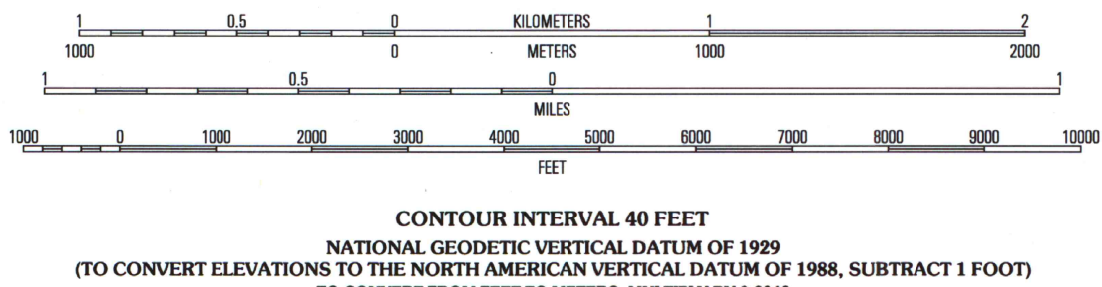 1 0.5 0 KILOMETERS 1 2
1000 0 METERS 1000 2000
1 0.5 0 1
MILES
1000 0 1000 2000 3000 4000 5000 6000 7000 8000 9000 10000
FEET
CONTOUR INTERVAL 40 FEET
NATIONAL GEODETIC VERTICAL DATUM OF 1929
(TO CONVERT ELEVATIONS TO THE NORTH AMERICAN VERTICAL DATUM OF 1988, SUBTRACT 1 FOOT)